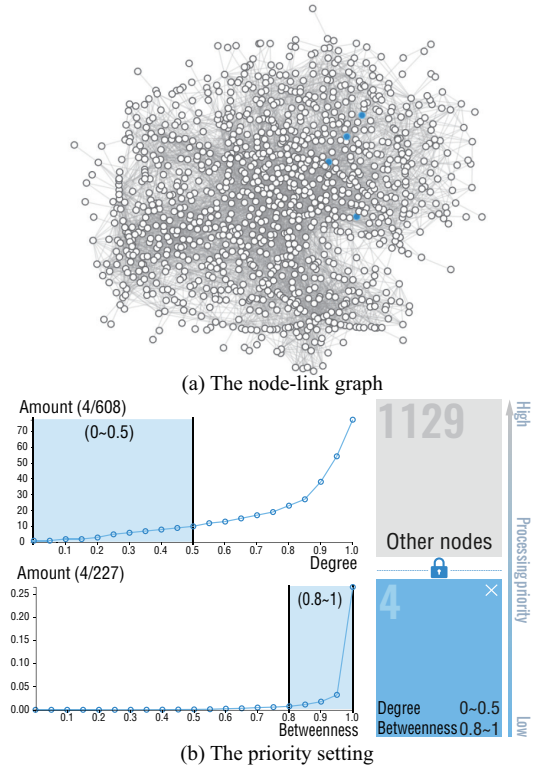 (a) The node-link graph
Amount (4/608)
(0~0.5)
70
60
50
40
30
20
10
0
0.1 0.2 0.3 0.4 0.5 0.6 0.7 0.8 0.9 1.0
Degree
Amount (4/227)
(0.8~1)
0.25
0.20
0.15
0.10
0.05
0.00
0.1 0.2 0.3 0.4 0.5 0.6 0.7 0.8 0.9 1.0
Betweenness
1129
Other nodes
4
Degree 0~0.5
Betweenness 0.8~1
High
Processing priority
Low
(b) The priority setting